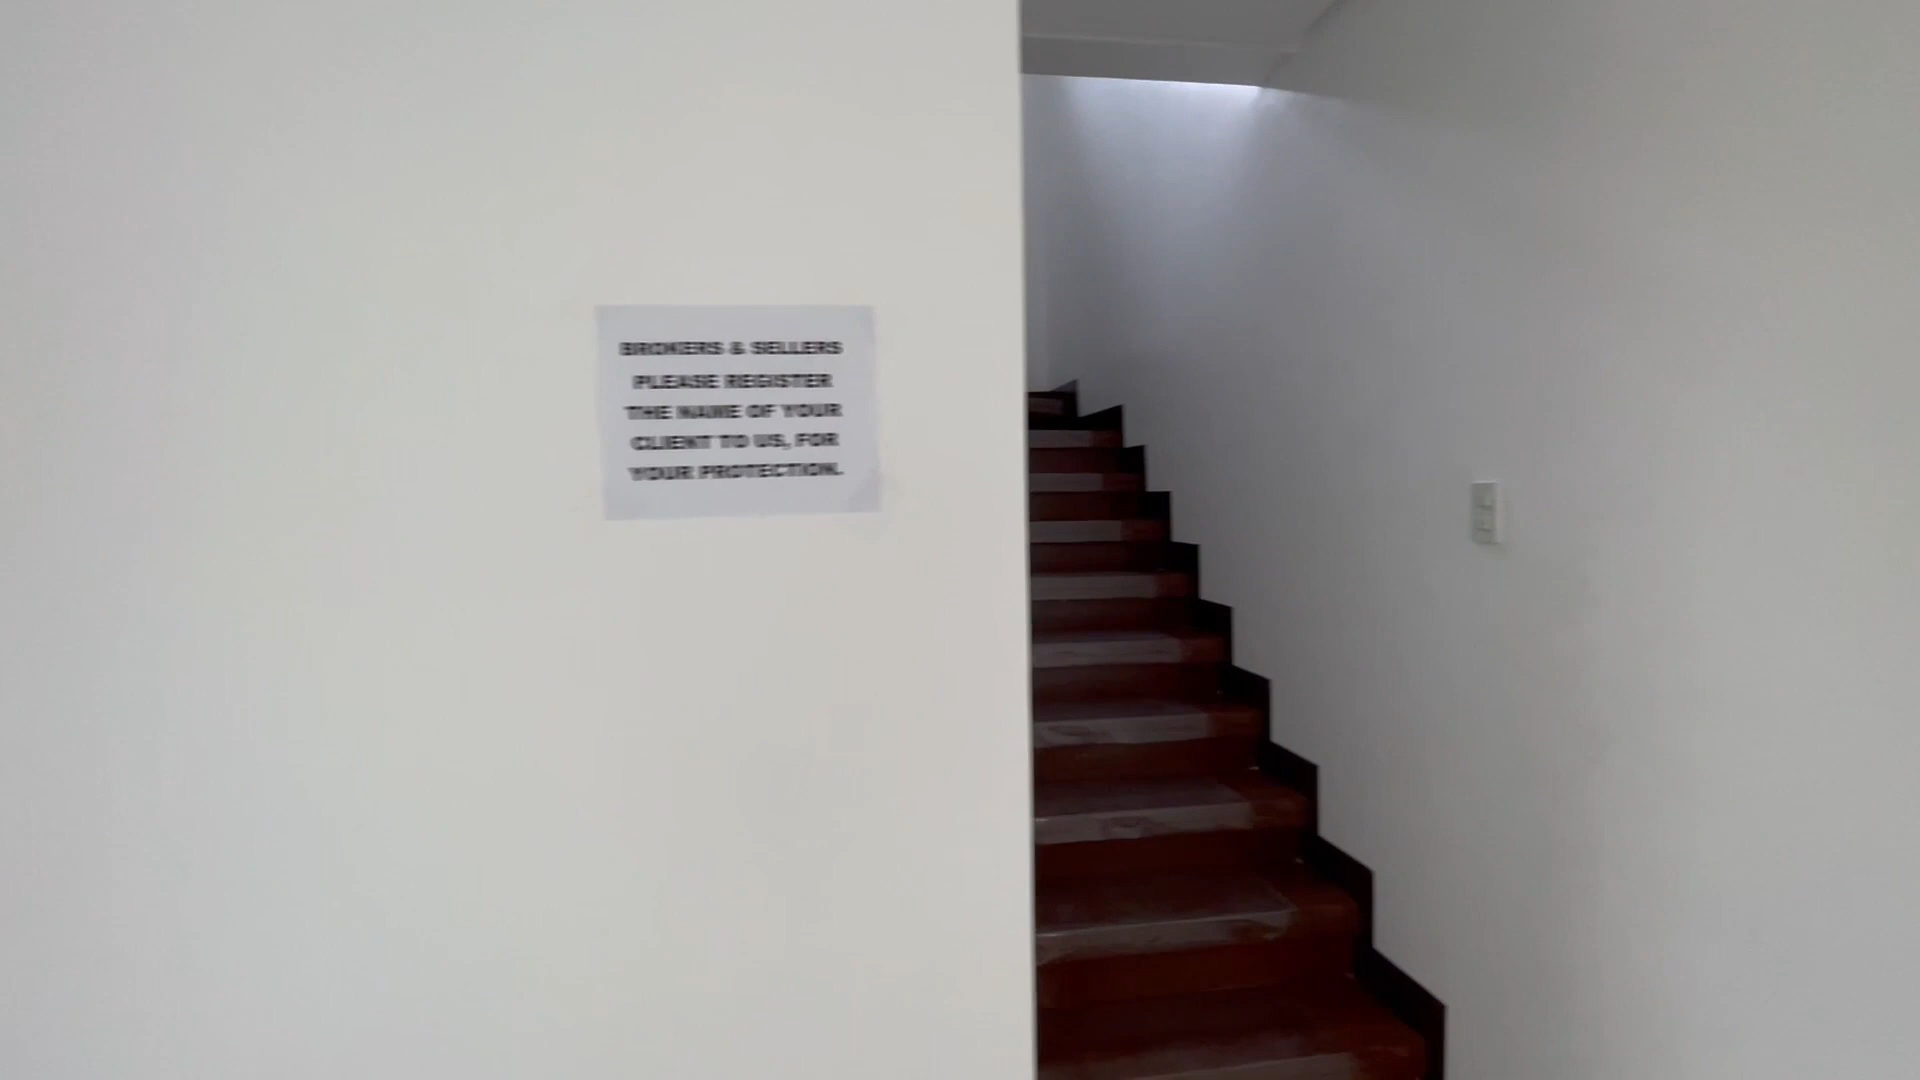 BROKERS & SELLERS
PLEASE REGISTER
THE NAME OF YOUR
CLIENT TO US, FOR
YOUR PROTECTION.